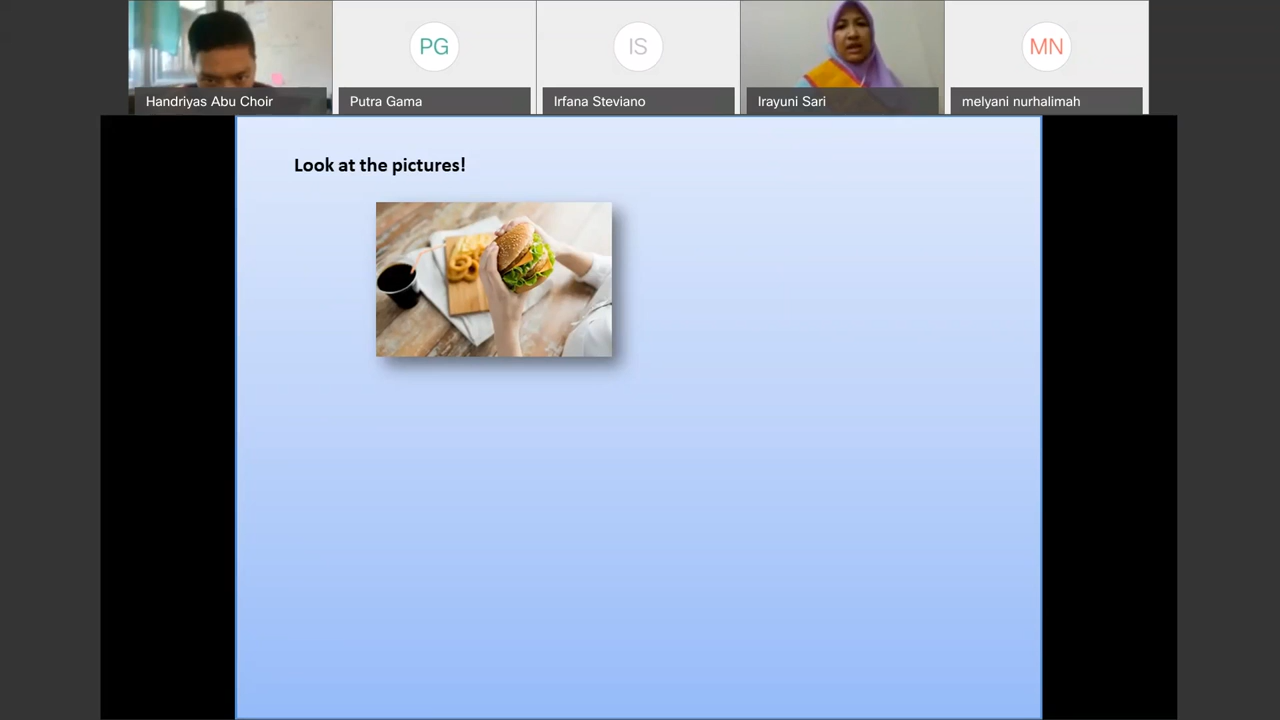 PG
IS
MN
Handriyas Abu Choir
Putra Gama
Irfana Steviano
Irayuni Sari
melyani nurhalimah
Look at the pictures!